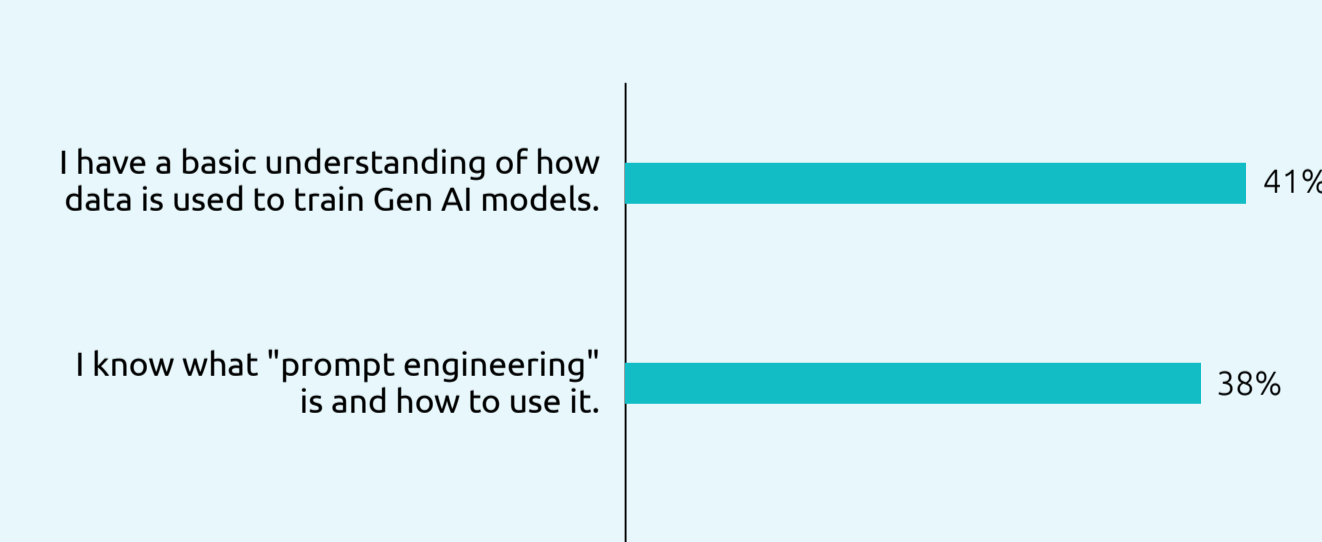 I have a basic understanding of how
data is used to train Gen AI models.
41%
I know what "prompt engineering"
is and how to use it.
38%